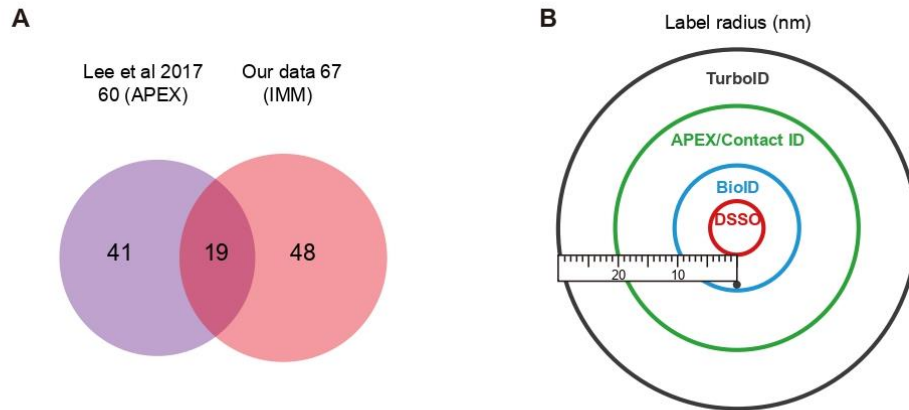 A
Lee et al 2017
60 (APEX)
Our data 67
(IMM)
41
19
48
B
Label radius (nm)
TurboID
APEX/Contact ID
BioID
DSSO
20
10